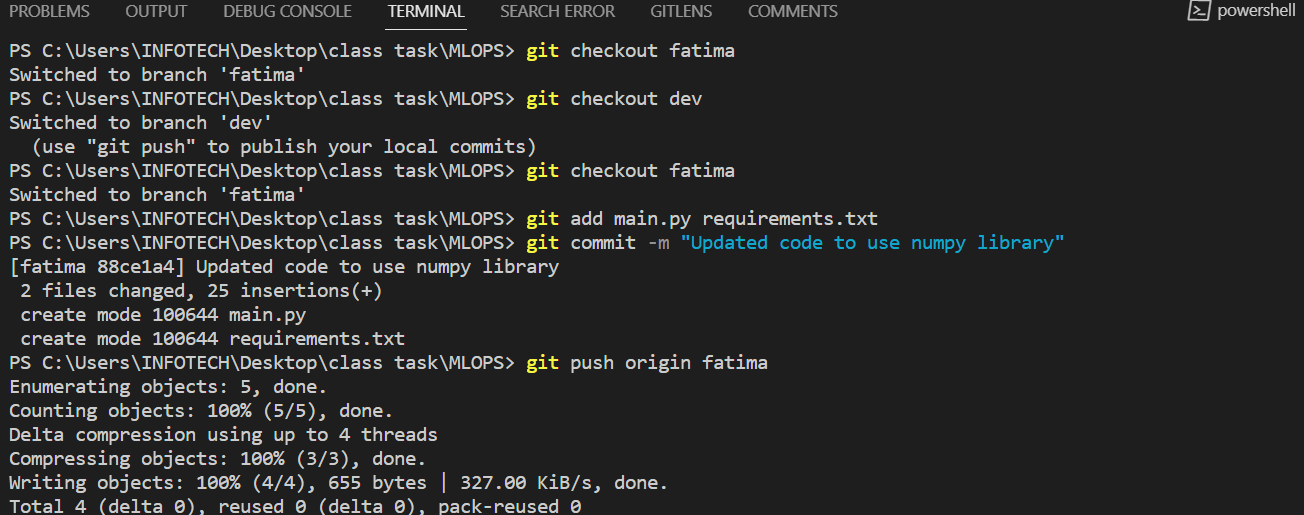 PROBLEMS OUTPUT DEBUG CONSOLE TERMINAL SEARCH ERROR GITLENS COMMENTS powershell
PS C:\Users\INFOTECH\Desktop\class task\MLOPS> git checkout fatima
Switched to branch 'fatima'
PS C:\Users\INFOTECH\Desktop\class task\MLOPS> git checkout dev
Switched to branch 'dev'
  (use "git push" to publish your local commits)
PS C:\Users\INFOTECH\Desktop\class task\MLOPS> git checkout fatima
Switched to branch 'fatima'
PS C:\Users\INFOTECH\Desktop\class task\MLOPS> git add main.py requirements.txt
PS C:\Users\INFOTECH\Desktop\class task\MLOPS> git commit -m "Updated code to use numpy library"
[fatima 88ce1a4] Updated code to use numpy library
 2 files changed, 25 insertions(+)
 create mode 100644 main.py
 create mode 100644 requirements.txt
PS C:\Users\INFOTECH\Desktop\class task\MLOPS> git push origin fatima
Enumerating objects: 5, done.
Counting objects: 100% (5/5), done.
Delta compression using up to 4 threads
Compressing objects: 100% (3/3), done.
Writing objects: 100% (4/4), 655 bytes | 327.00 KiB/s, done.
Total 4 (delta 0), reused 0 (delta 0), pack-reused 0